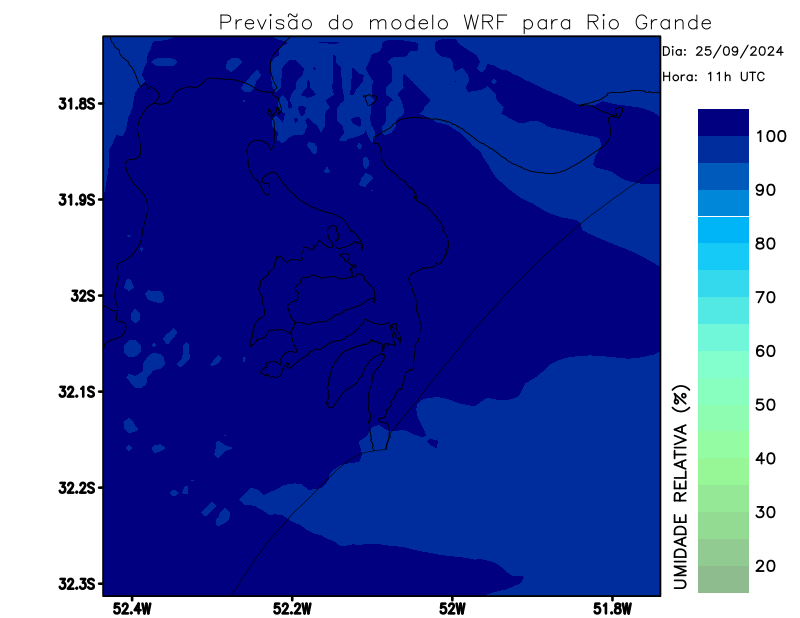 Previsão do modelo WRF para Rio Grande
Dia: 25/09/2024
Hora: 11h UTC
31.8S
31.9S
32S
32.1S
32.2S
32.3S
52.4W
52.2W
52W
51.8W
UMIDADE RELATIVA (%)
100
90
80
70
60
50
40
30
20